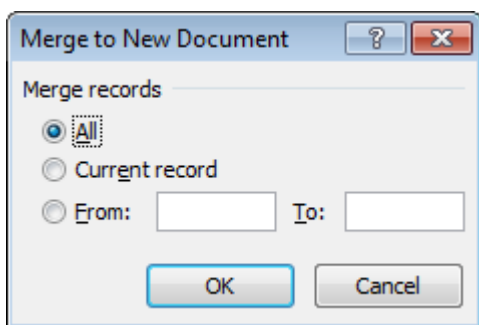 Merge to New Document
Merge records
All
Current record
From: To:
OK Cancel